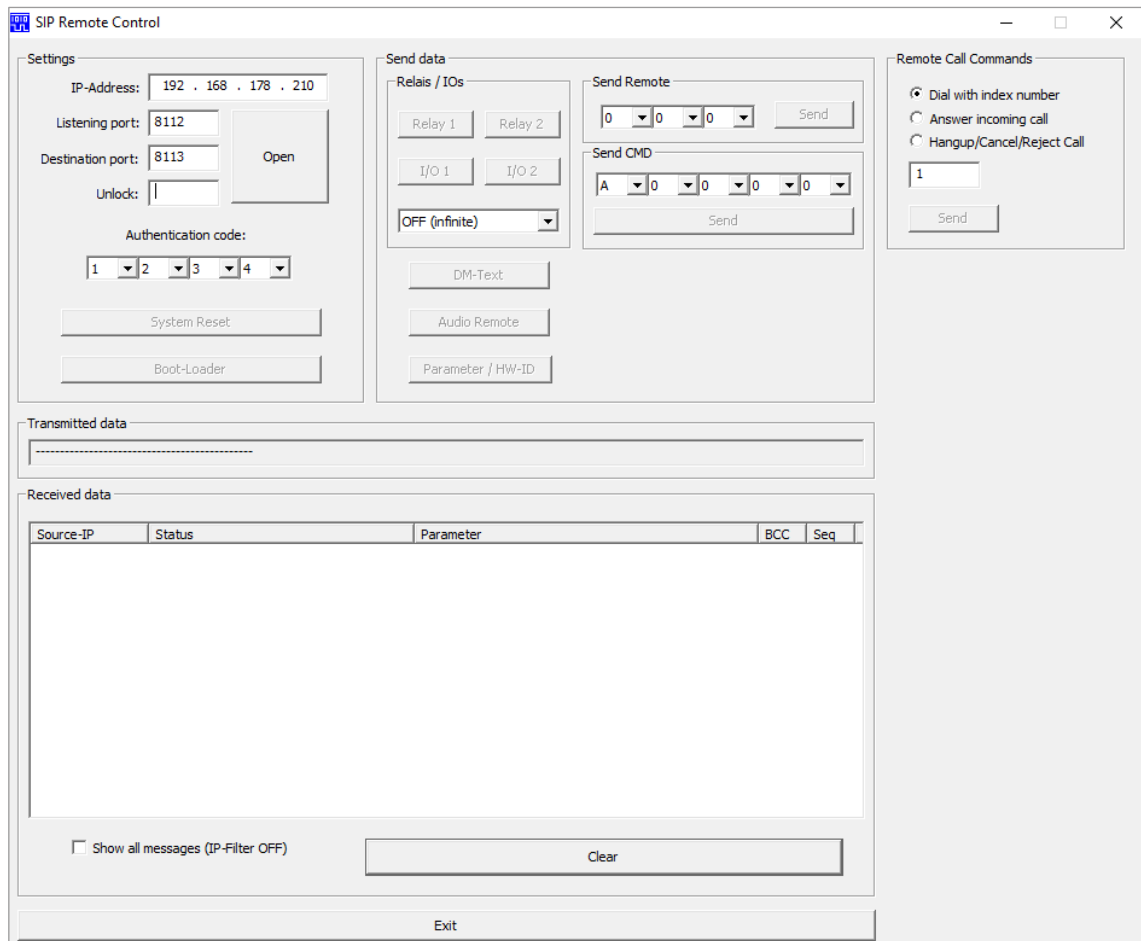 SIP Remote Control
Settings
IP-Address: 192 . 168 . 178 . 210
Listening port: 8112
Destination port: 8113
Open
Unlock:
Authentication code:
1 2 3 4
System Reset
Boot-Loader
Send data
Relais / IOs
Relay 1 Relay 2
I/O 1 I/O 2
OFF (infinite)
DM-Text
Audio Remote
Parameter / HW-ID
Send Remote
0 0 0 Send
Send CMD
A 0 0 0 0
Send
Remote Call Commands
Dial with index number
Answer incoming call
Hangup/Cancel/Reject Call
1
Send
Transmitted data
---------------------------------------------
Received data
Source-IP Status Parameter BCC Seq
Show all messages (IP-Filter OFF)
Clear
Exit